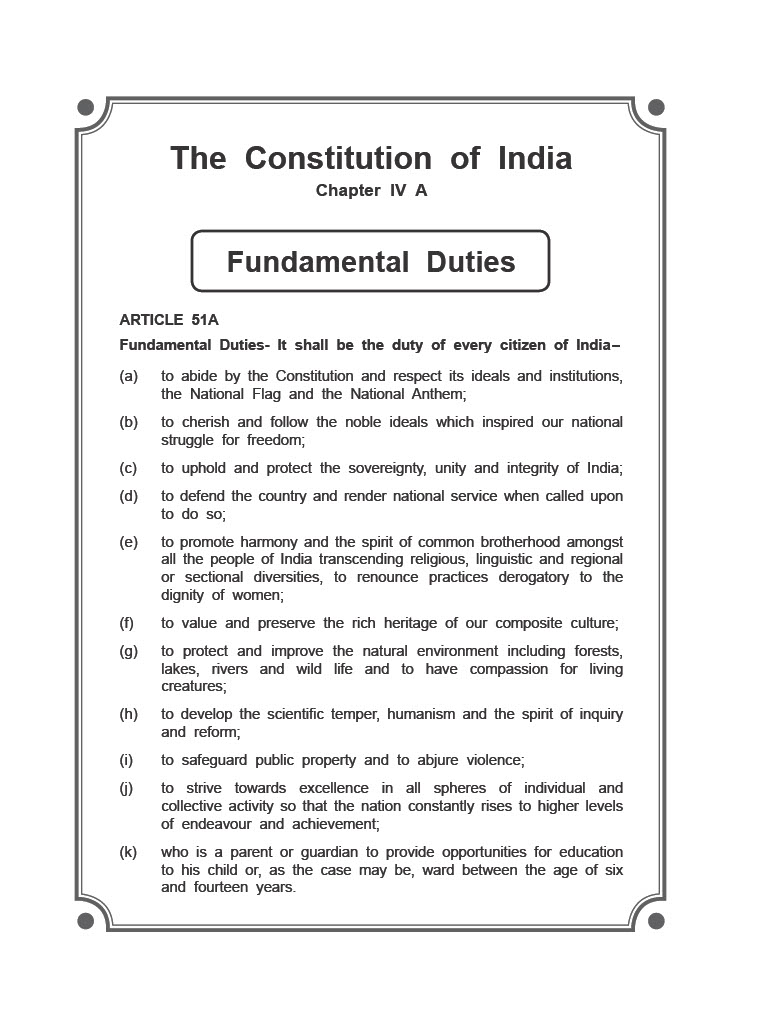 The Constitution of India
Chapter IV A
Fundamental Duties
ARTICLE 51A
Fundamental Duties- It shall be the duty of every citizen of India–
(a) to abide by the Constitution and respect its ideals and institutions,
the National Flag and the National Anthem;
(b) to cherish and follow the noble ideals which inspired our national
struggle for freedom;
(c) to uphold and protect the sovereignty, unity and integrity of India;
(d) to defend the country and render national service when called upon
to do so;
(e) to promote harmony and the spirit of common brotherhood amongst
all the people of India transcending religious, linguistic and regional
or sectional diversities, to renounce practices derogatory to the
dignity of women;
(f) to value and preserve the rich heritage of our composite culture;
(g) to protect and improve the natural environment including forests,
lakes, rivers and wild life and to have compassion for living
creatures;
(h) to develop the scientific temper, humanism and the spirit of inquiry
and reform;
(i) to safeguard public property and to abjure violence;
(j) to strive towards excellence in all spheres of individual and
collective activity so that the nation constantly rises to higher levels
of endeavour and achievement;
(k) who is a parent or guardian to provide opportunities for education
to his child or, as the case may be, ward between the age of six
and fourteen years.